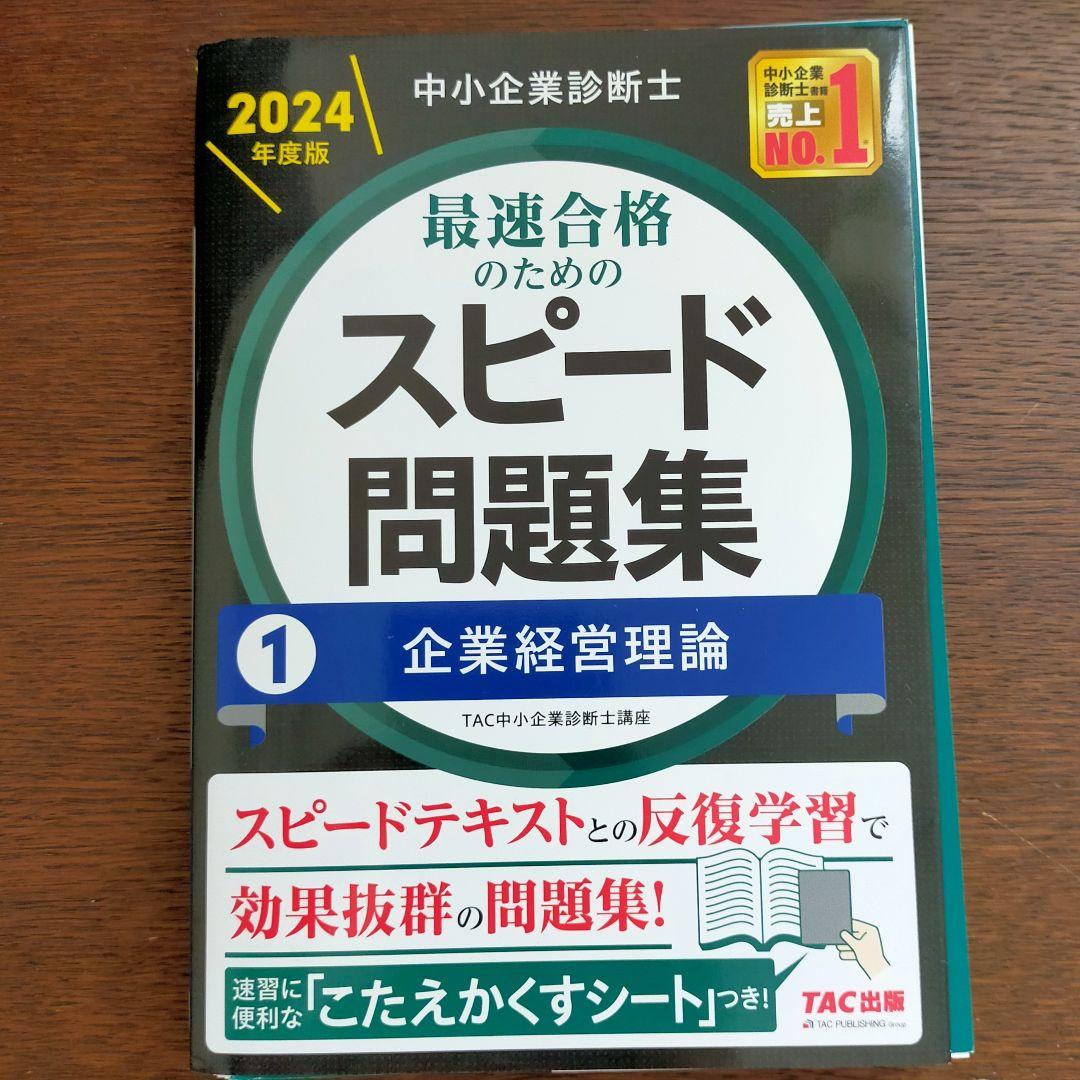 2024
年度版
中小企業診断士
中小企業
診断士書籍
売上
NO.1
最速合格
のための
スピード
問題集
1 企業経営理論
TAC中小企業診断士講座
スピードテキストとの反復学習で
効果抜群の問題集!
速習に
便利な「こたえかくすシート」つき!
TAC出版
TAC PUBLISHING Group